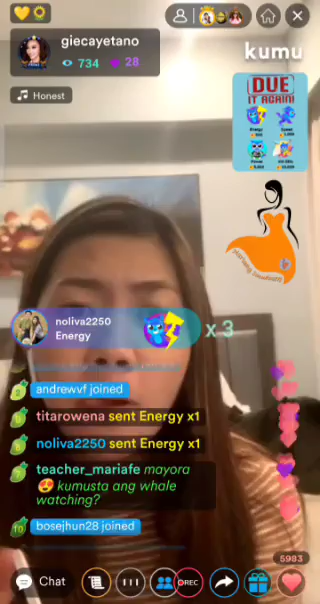 giecayetano
734 28
kumu
Honest
DUE
IT AGAIN!
noliva2250
Energy
x 3
andrewvf joined
titarowena sent Energy x1
noliva2250 sent Energy x1
teacher_mariafe mayora
😍 kumusta ang whale
watching?
bosejhun28 joined
5993
Chat
REC